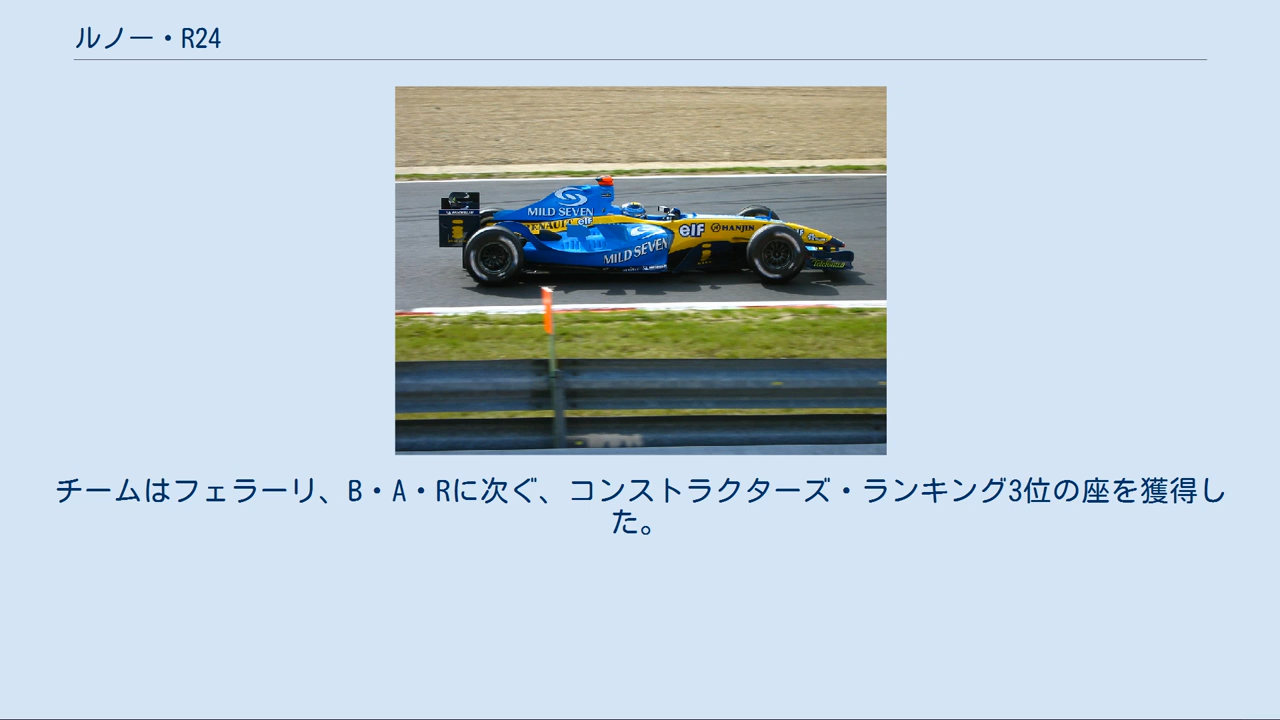 ルノー・R24
MILD SEVEN
RENAULT elf
elf HANJIN
MILD SEVEN
チームはフェラーリ、B・A・Rに次ぐ、コンストラクターズ・ランキング3位の座を獲得し
た。